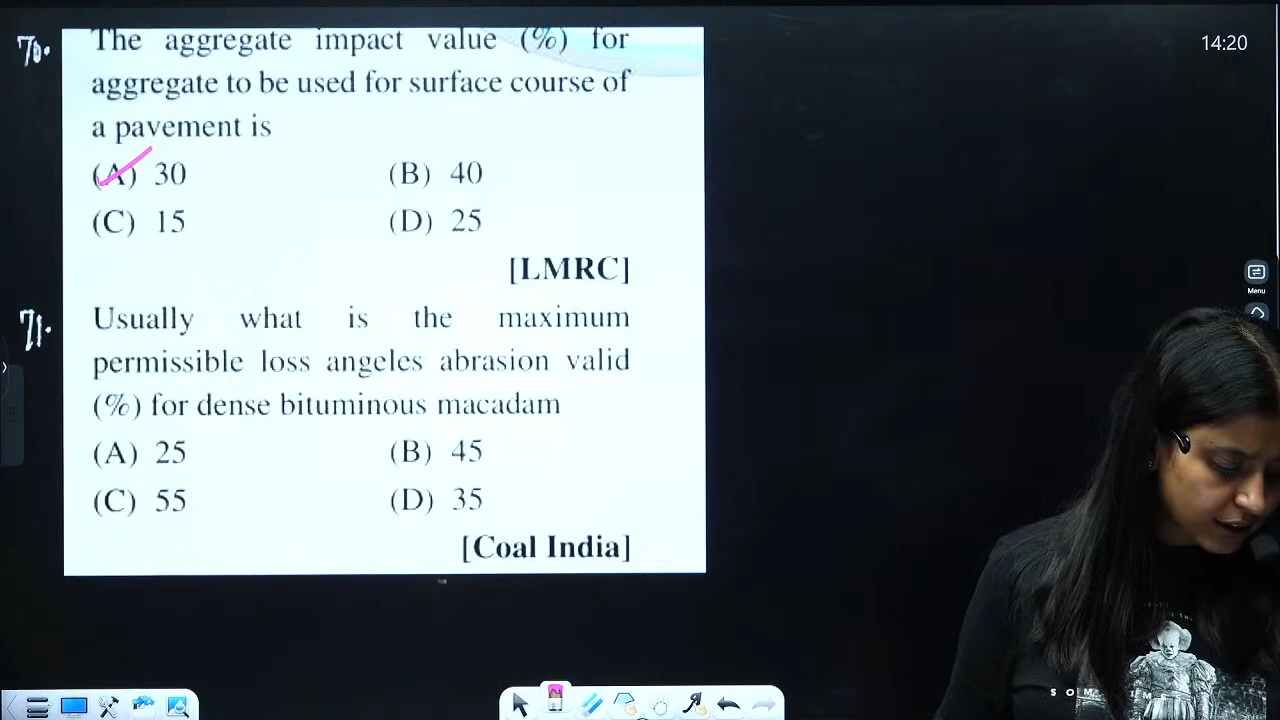 14:20
70.
The aggregate impact value (%) for
aggregate to be used for surface course of
a pavement is
(A) 30 (B) 40
(C) 15 (D) 25
[LMRC]
71.
Usually what is the maximum
permissible loss angeles abrasion valid
(%) for dense bituminous macadam
(A) 25 (B) 45
(C) 55 (D) 35
[Coal India]
Menu